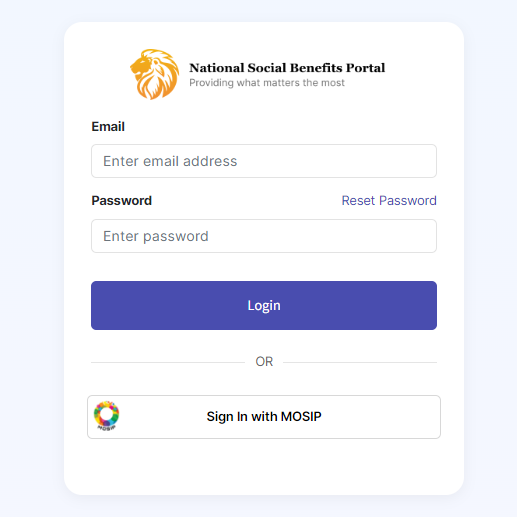 National Social Benefits Portal
Providing what matters the most
Email
Enter email address
Password Reset Password
Enter password
Login
OR
MOSIP Sign In with MOSIP